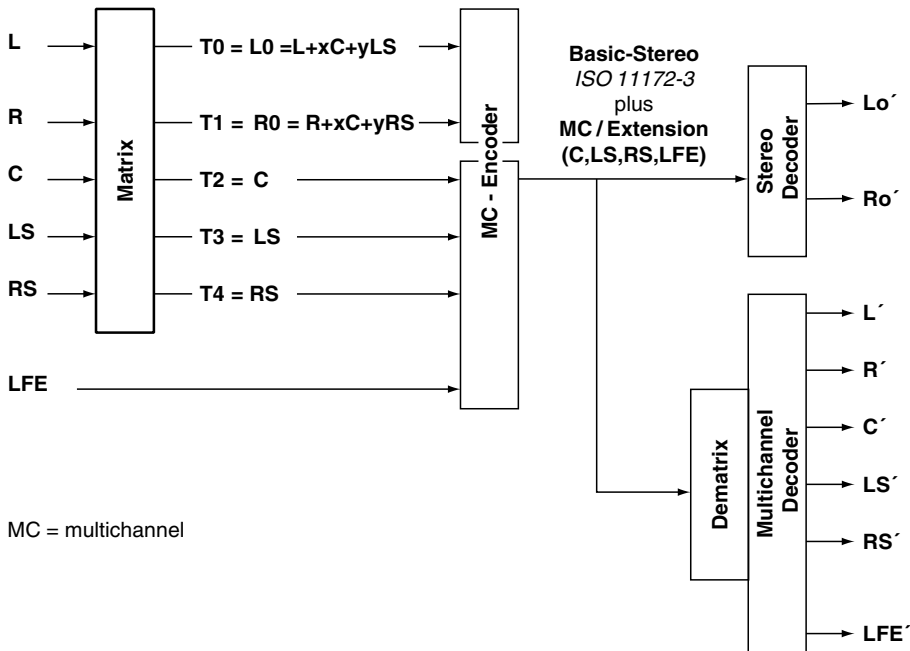 L
R
C
LS
RS
LFE
Matrix
T0 = L0 =L+xC+yLS
T1 = R0 = R+xC+yRS
T2 = C
T3 = LS
T4 = RS
MC - Encoder
Basic-Stereo
ISO 11172-3
plus
MC / Extension
(C,LS,RS,LFE)
Stereo
Decoder
Lo´
Ro´
Dematrix
Multichannel
Decoder
L´
R´
C´
LS´
RS´
LFE´
MC = multichannel